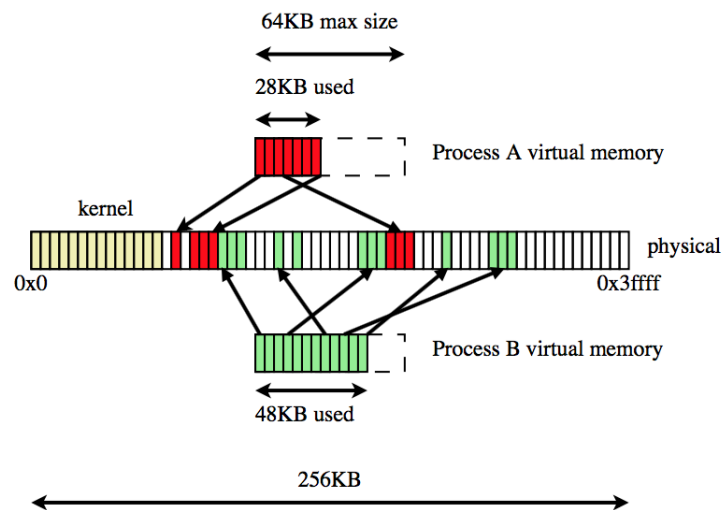 64KB max size
28KB used
Process A virtual memory
kernel
physical
0x0
0x3ffff
Process B virtual memory
48KB used
256KB